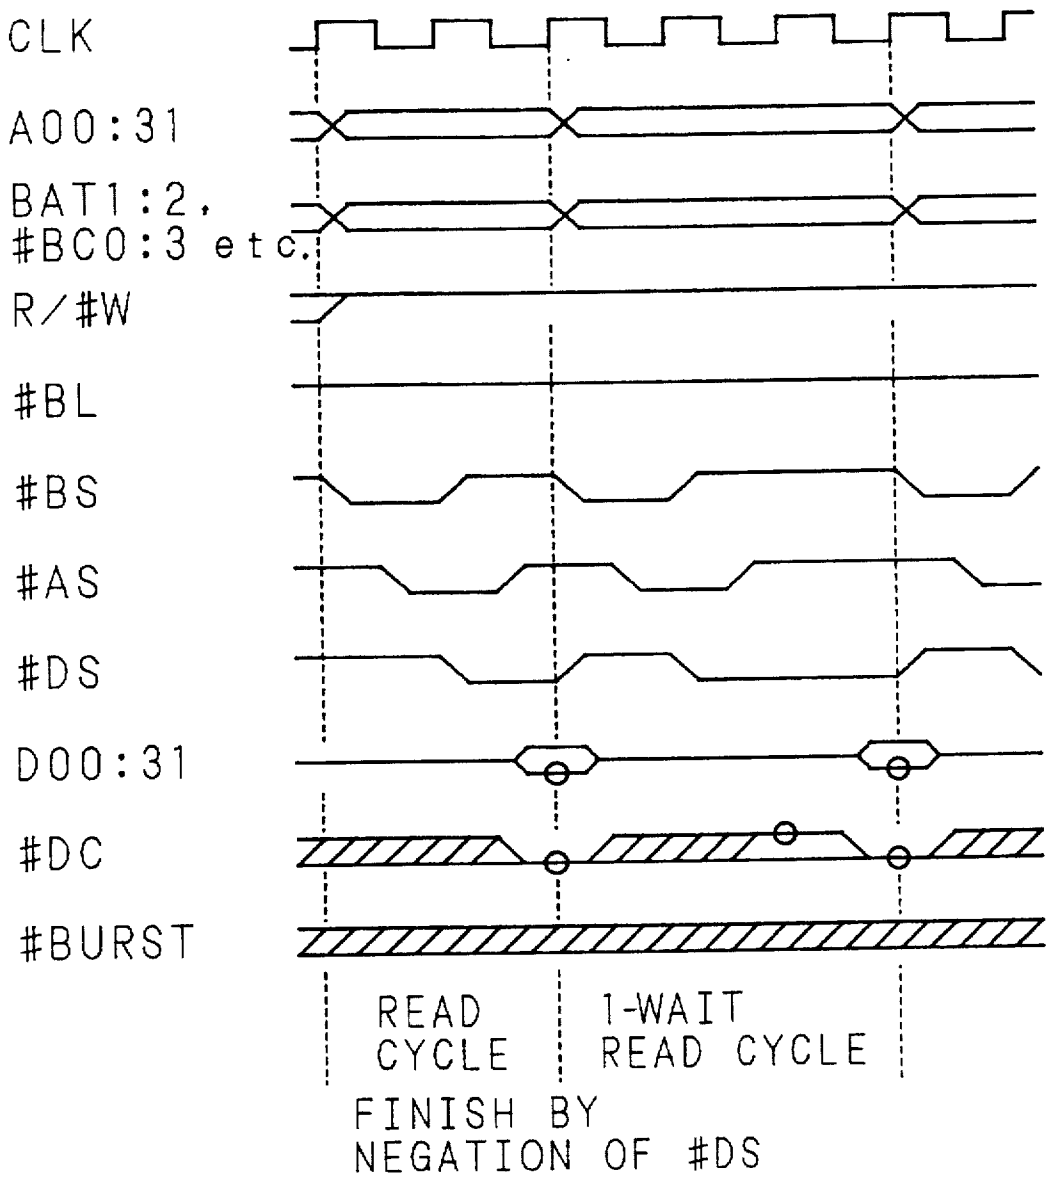 CLK
A00:31
BAT1:2,
#BC0:3 etc.
R/#W
#BL
#BS
#AS
#DS
D00:31
#DC
#BURST
READ
CYCLE
1-WAIT
READ CYCLE
FINISH BY
NEGATION OF #DS